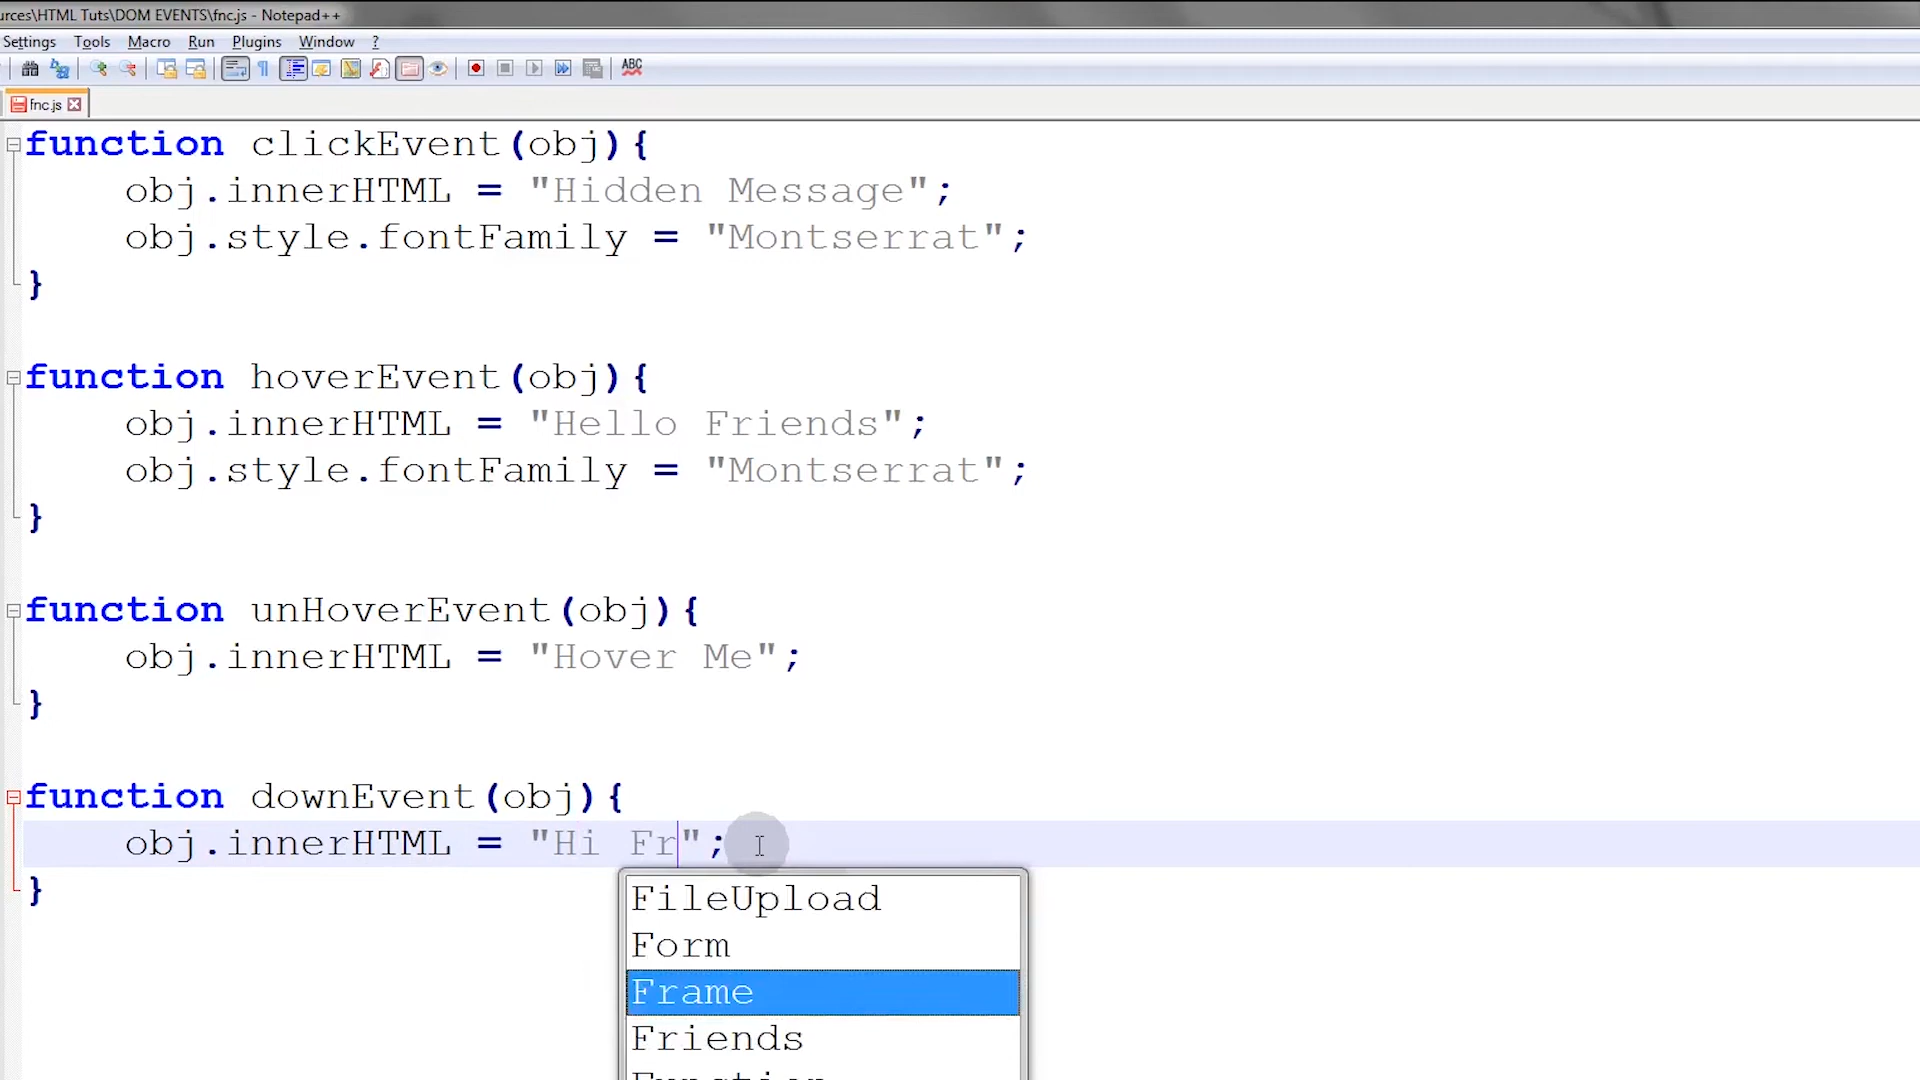 urces\HTML Tuts\DOM EVENTS\fnc.js - Notepad++
Settings Tools Macro Run Plugins Window ?
ABC
fnc.js
function clickEvent(obj){
obj.innerHTML = "Hidden Message";
obj.style.fontFamily = "Montserrat";
}
function hoverEvent(obj){
obj.innerHTML = "Hello Friends";
obj.style.fontFamily = "Montserrat";
}
function unHoverEvent(obj){
obj.innerHTML = "Hover Me";
}
function downEvent(obj){
obj.innerHTML = "Hi Fr";
}
FileUpload
Form
Frame
Friends